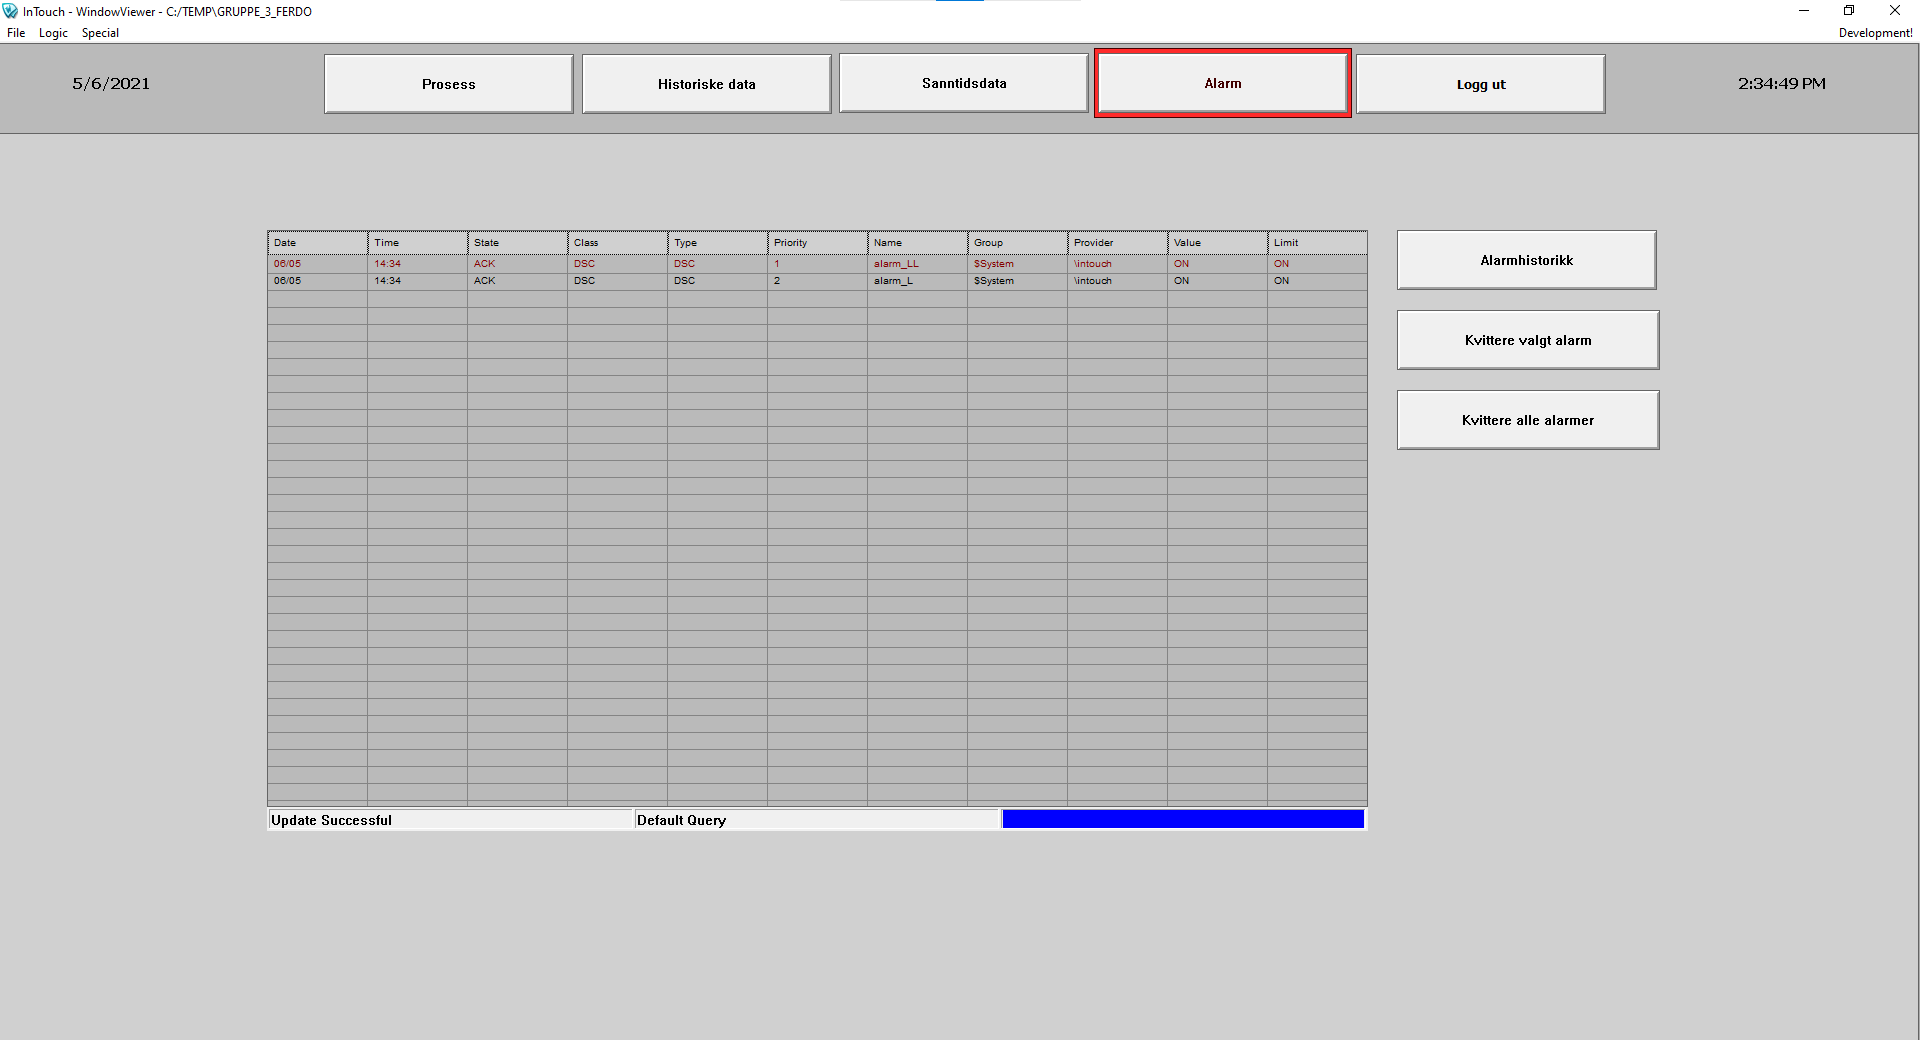 InTouch - WindowViewer - C:/TEMP\GRUPPE_3_FERDO
File Logic Special Development!
5/6/2021 Prosess Historiske data Sanntidsdata Alarm Logg ut 2:34:49 PM
Date Time State Class Type Priority Name Group Provider Value Limit
06/05 14:34 ACK DSC DSC 1 alarm_LL $System \intouch ON ON
06/05 14:34 ACK DSC DSC 2 alarm_L $System \intouch ON ON
Alarmhistorikk
Kvittere valgt alarm
Kvittere alle alarmer
Update Successful Default Query